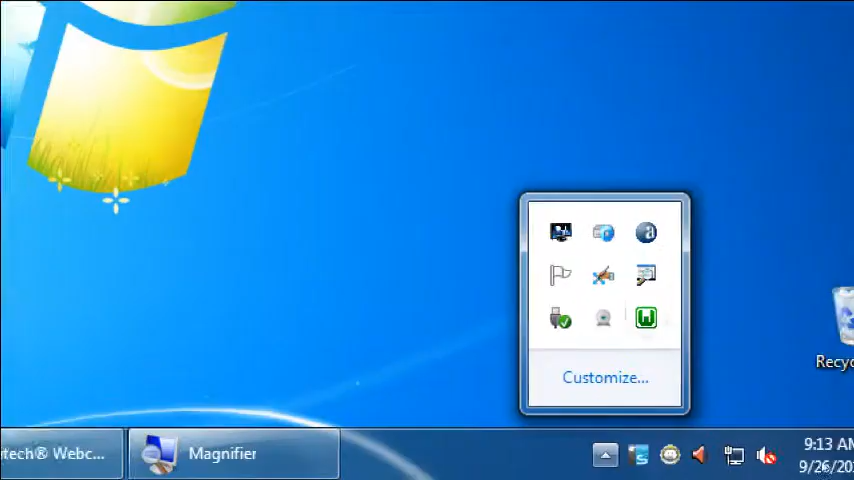 a
W
Customize...
Recyc
tech® Webc...
Magnifier
S
9:13 AM
9/26/20